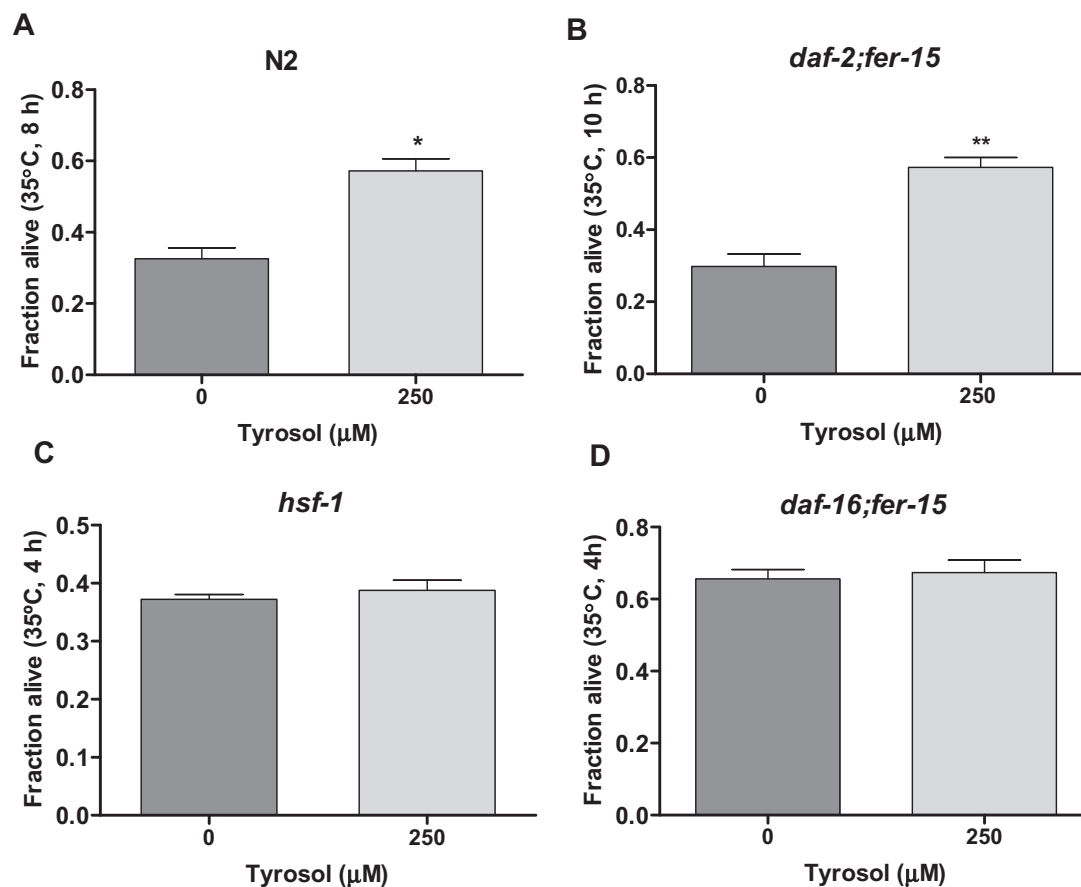 A
N2
Fraction alive (35°C, 8 h)
0.8
0.6
0.4
0.2
0.0
*
0
250
Tyrosol (μM)
B
daf-2;fer-15
Fraction alive (35°C, 10 h)
0.8
0.6
0.4
0.2
0.0
**
0
250
Tyrosol (μM)
C
hsf-1
Fraction alive (35ºC, 4 h)
0.5
0.4
0.3
0.2
0.1
0.0
0
250
Tyrosol (μM)
D
daf-16;fer-15
Fraction alive (35°C, 4h)
0.8
0.6
0.4
0.2
0.0
0
250
Tyrosol (μM)